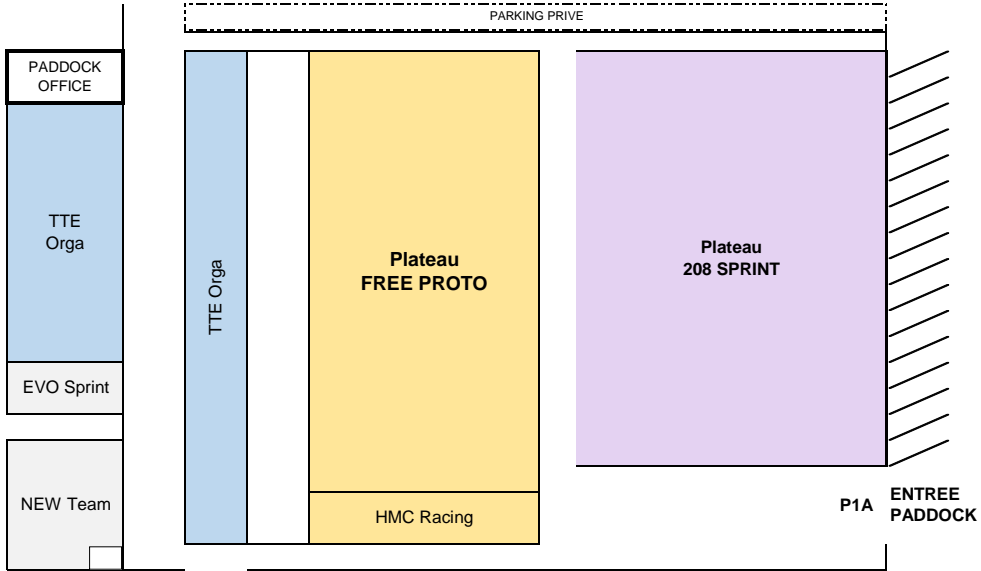 PARKING PRIVE
PADDOCK
OFFICE
TTE
Orga
EVO Sprint
NEW Team
TTE Orga
Plateau
FREE PROTO
HMC Racing
Plateau
208 SPRINT
P1A
ENTREE
PADDOCK